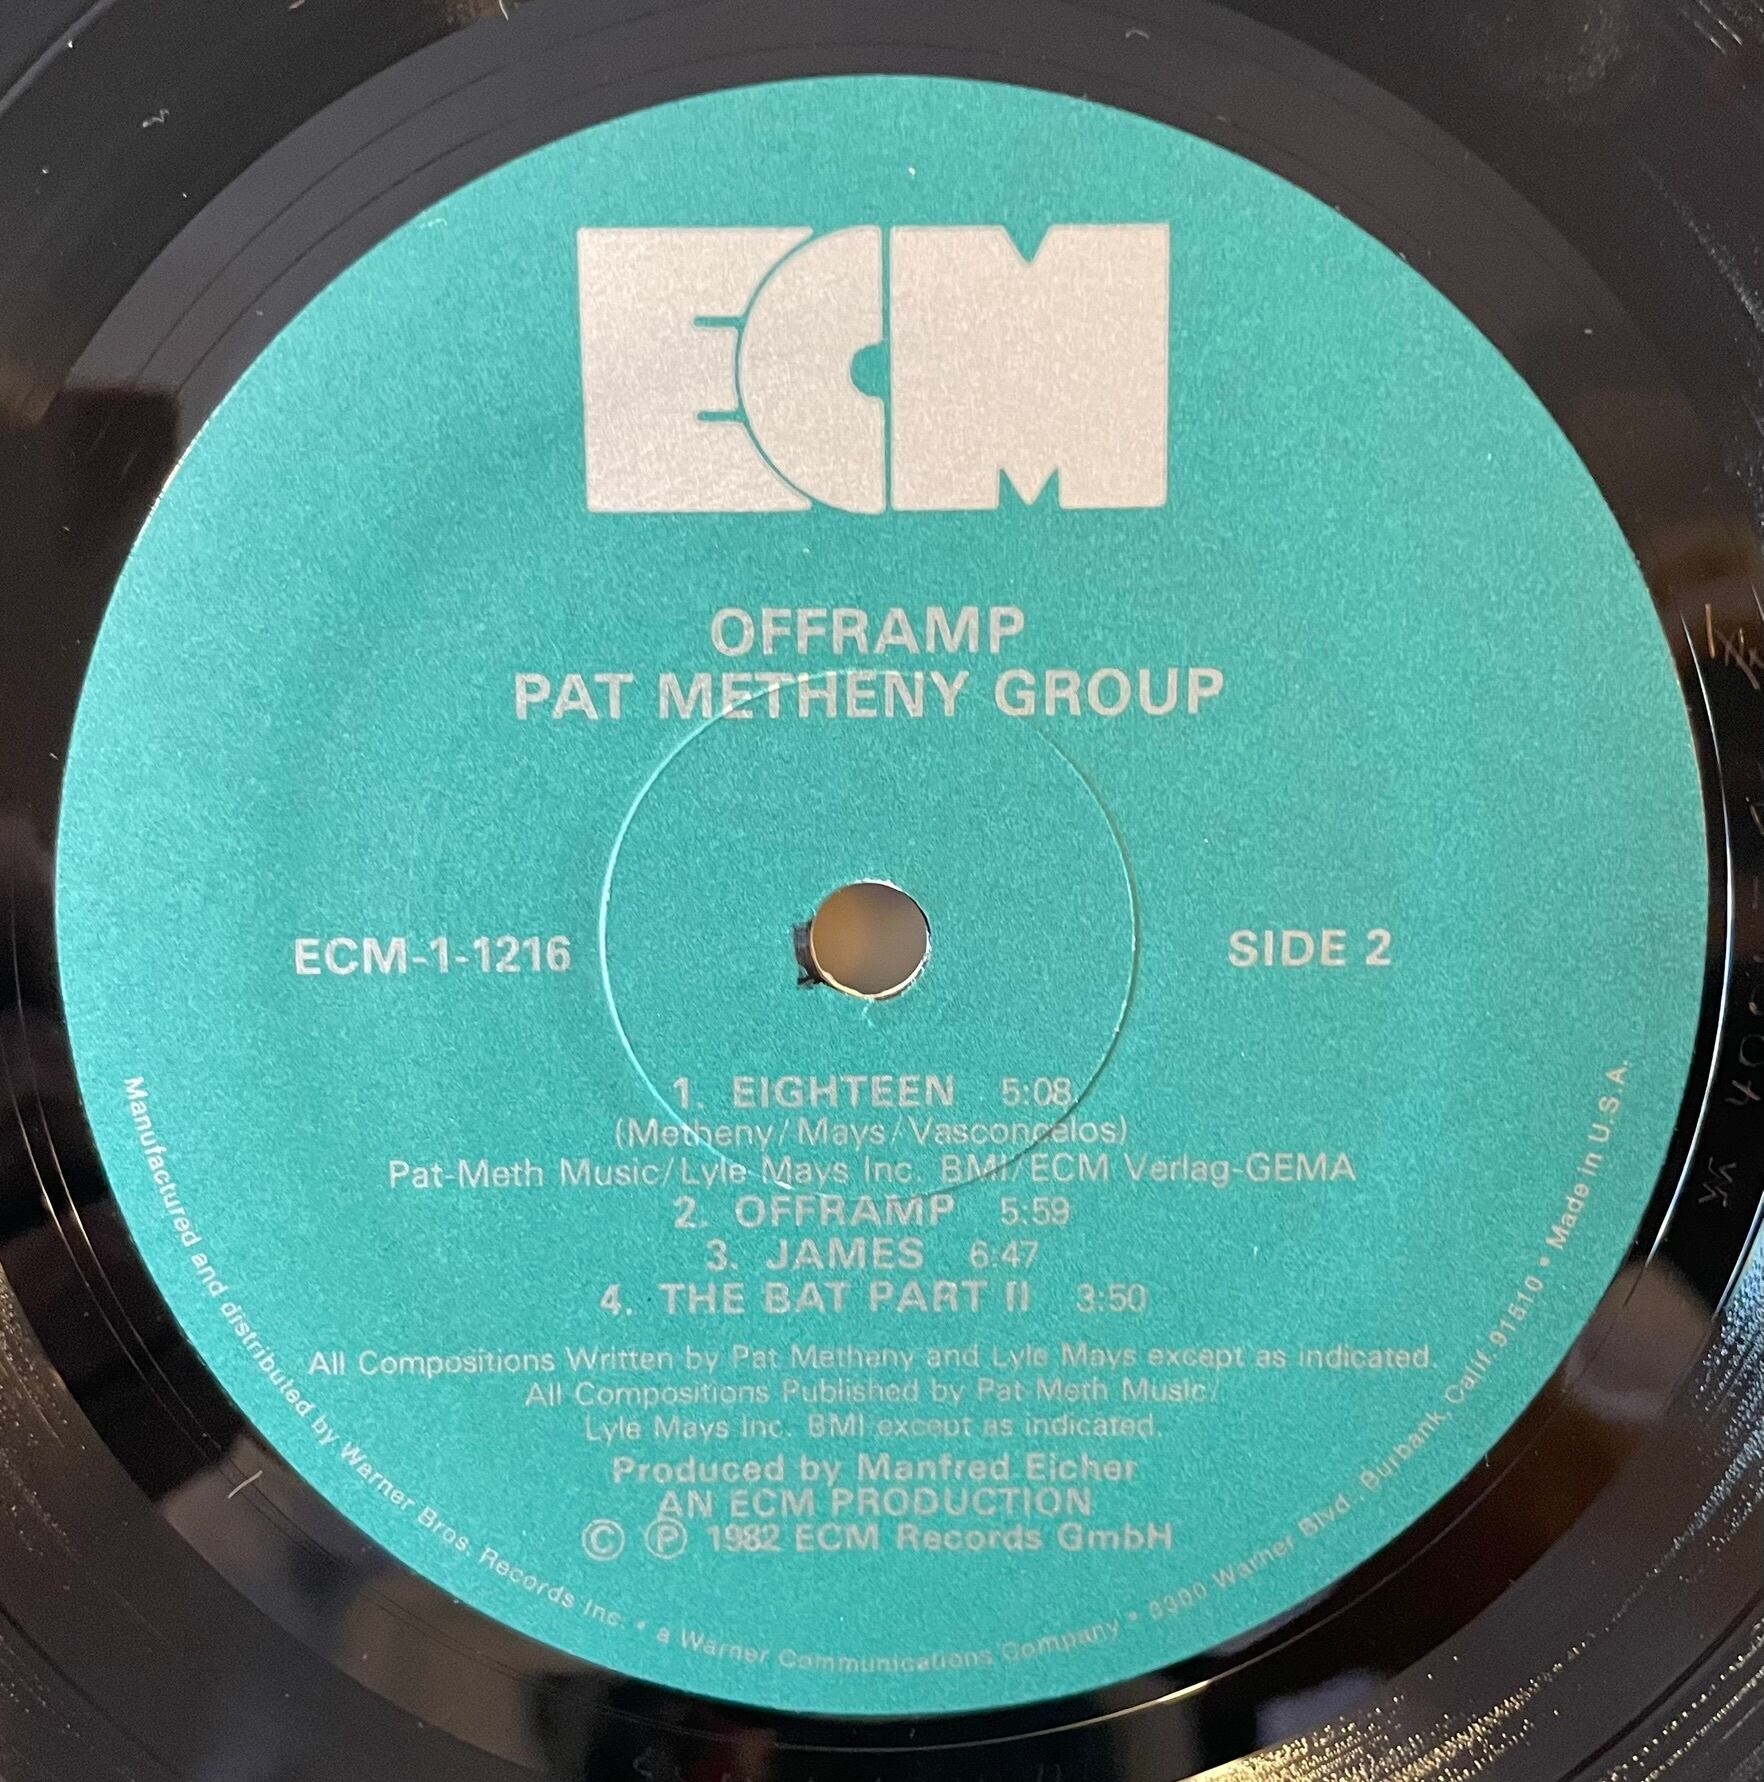 ECM
OFFRAMP
PAT METHENY GROUP
ECM-1-1216
SIDE 2
1. EIGHTEEN 5:08
(Metheny/Mays/Vasconcelos)
Pat-Meth Music/Lyle Mays Inc. BMI/ECM Verlag-GEMA
2. OFFRAMP 5:59
3. JAMES 6:47
4. THE BAT PART II 3:50
All Compositions Written by Pat Metheny and Lyle Mays except as indicated.
All Compositions Published by Pat Meth Music/
Lyle Mays Inc. BMI except as indicated.
Produced by Manfred Eicher
AN ECM PRODUCTION
© ℗ 1982 ECM Records GmbH
Manufactured and distributed by Warner Bros. Records Inc. • a Warner Communications Company • 3300 Warner Blvd., Burbank, Calif. 91510 • Made in U.S.A.